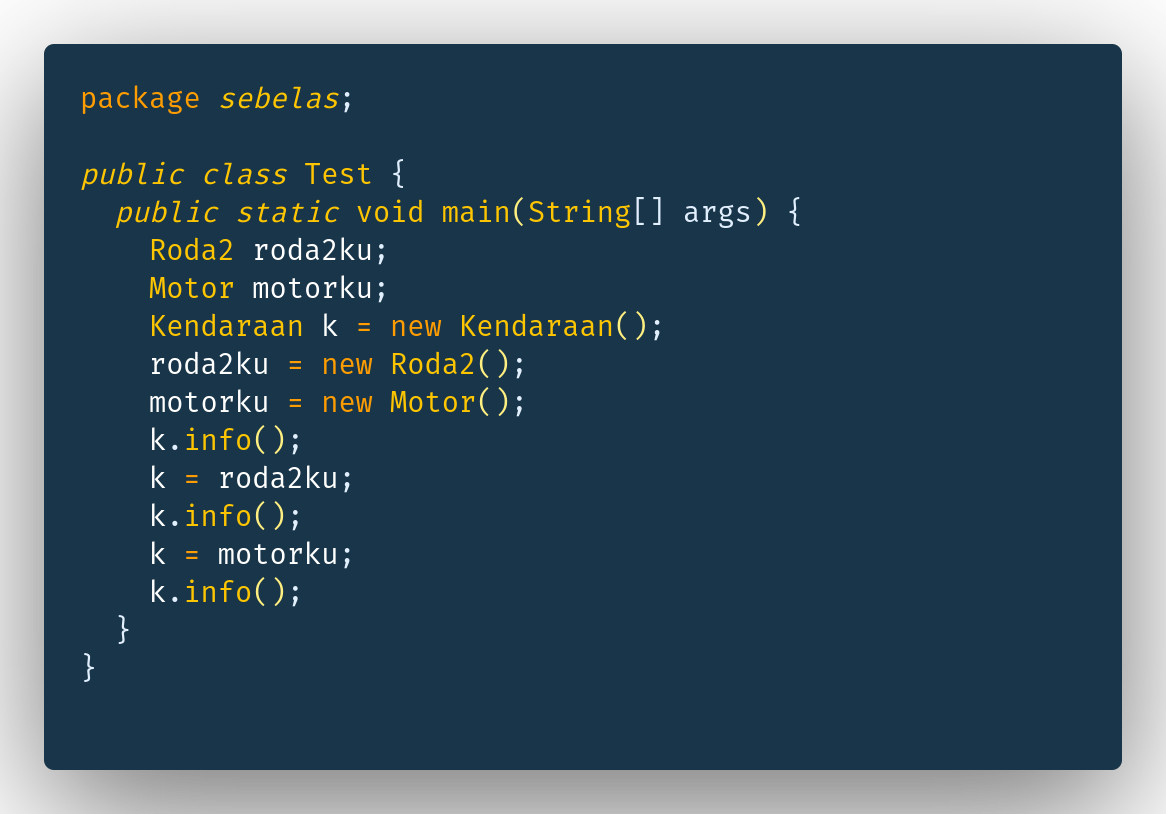 package sebelas;

public class Test {
  public static void main(String[] args) {
    Roda2 roda2ku;
    Motor motorku;
    Kendaraan k = new Kendaraan();
    roda2ku = new Roda2();
    motorku = new Motor();
    k.info();
    k = roda2ku;
    k.info();
    k = motorku;
    k.info();
  }
}